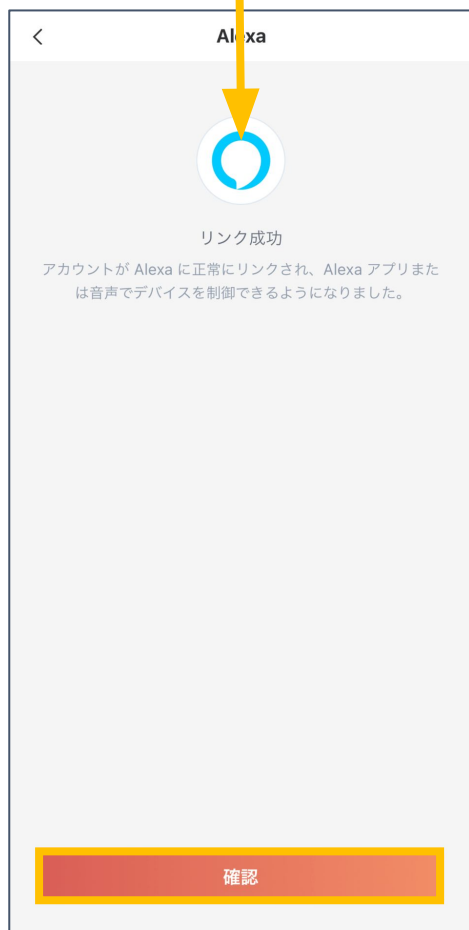 Alexa
リンク成功
アカウントが Alexa に正常にリンクされ、Alexa アプリまた
は音声でデバイスを制御できるようになりました。
確認